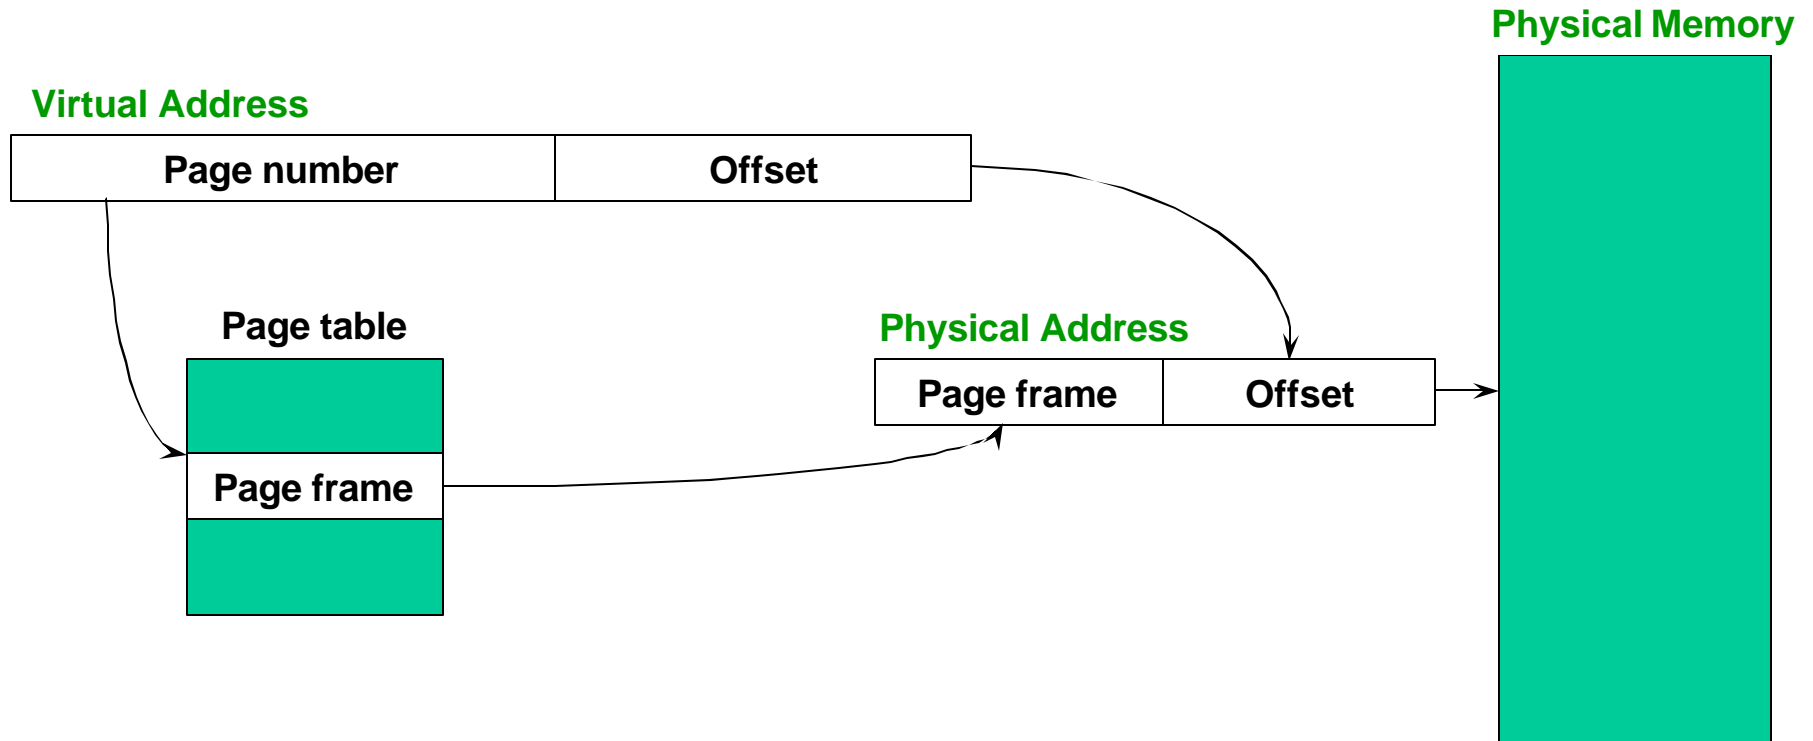 Physical Memory
Virtual Address
Page number
Offset
Page table
Physical Address
Page frame
Offset
Page frame